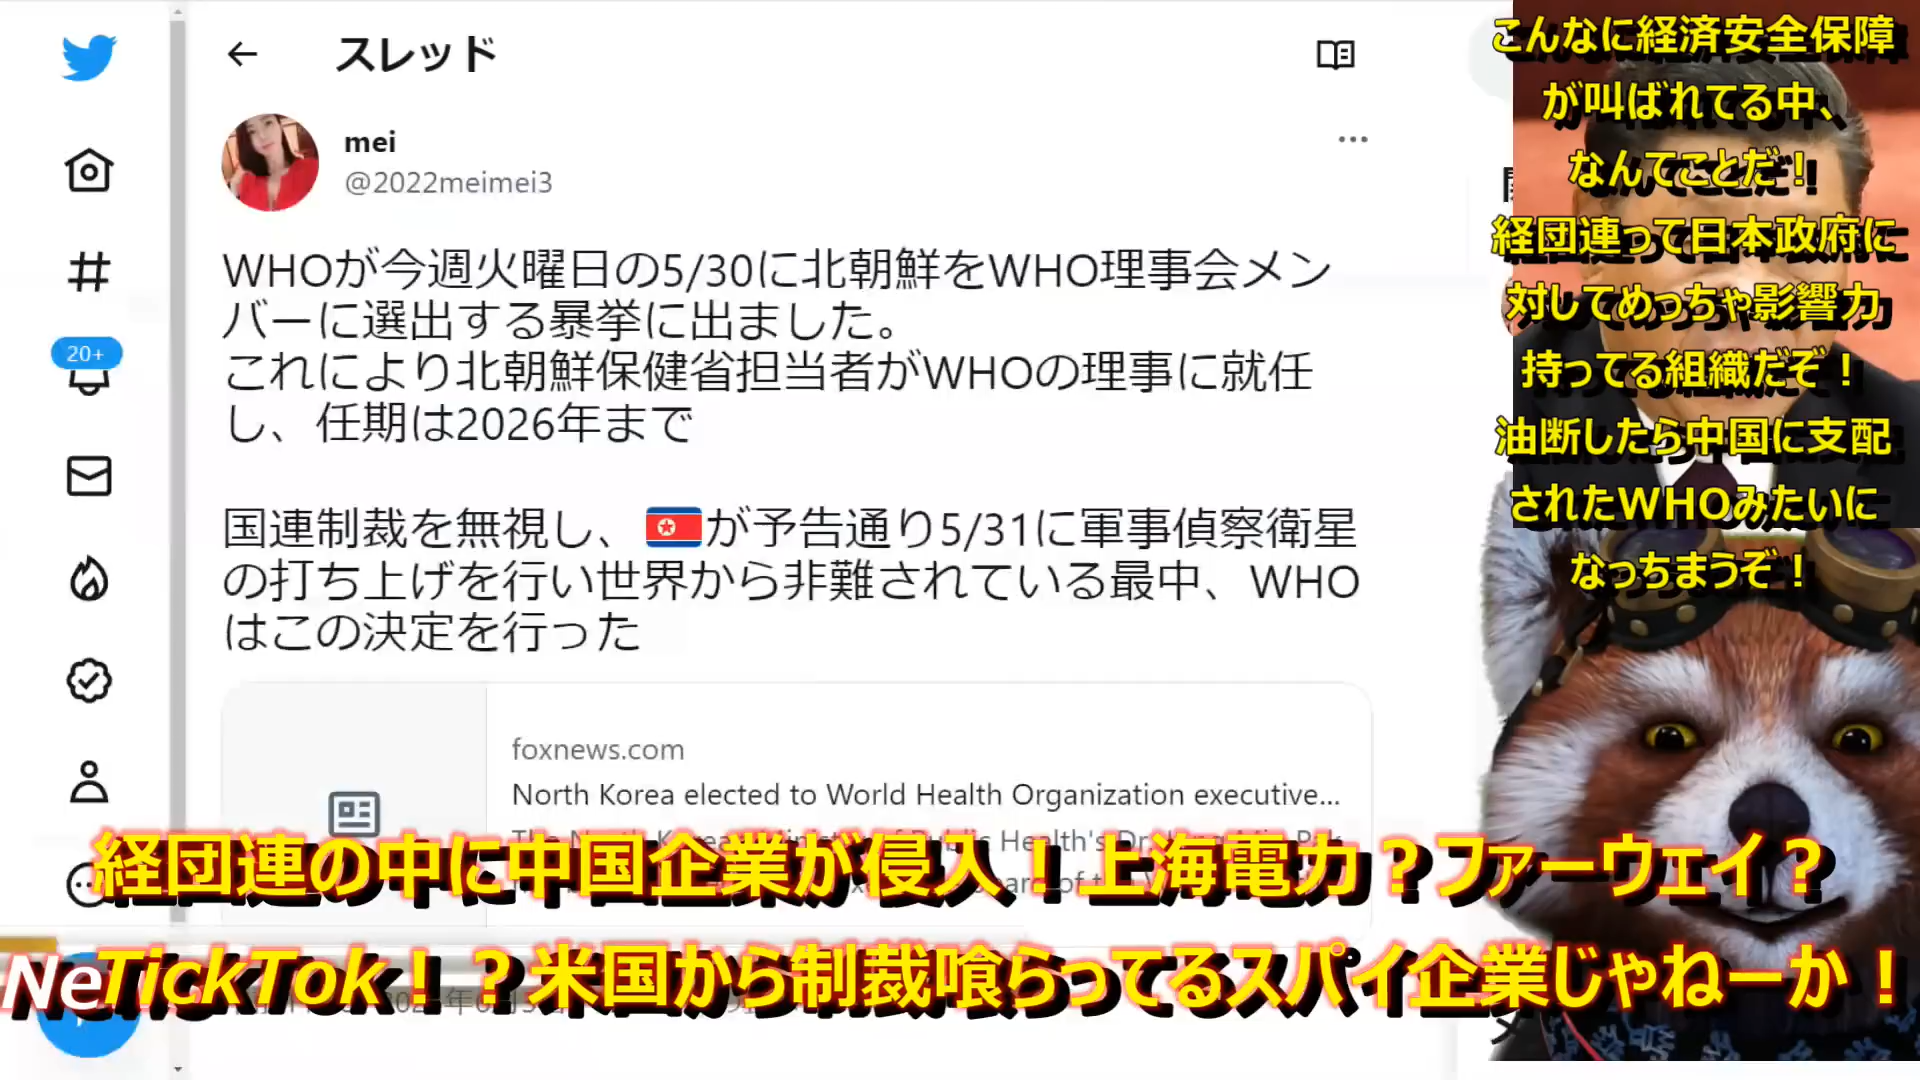 スレッド
mei
@2022meimei3
WHOが今週火曜日の5/30に北朝鮮をWHO理事会メン
バーに選出する暴挙に出ました。
これにより北朝鮮保健省担当者がWHOの理事に就任
し、任期は2026年まで
国連制裁を無視し、🇰🇵が予告通り5/31に軍事偵察衛星
の打ち上げを行い世界から非難されている最中、WHO
はこの決定を行った
foxnews.com
North Korea elected to World Health Organization executive...
20+
こんなに経済安全保障
が叫ばれてる中、
なんてことだ！
経団連って日本政府に
対してめっちゃ影響力
持ってる組織だぞ！
油断したら中国に支配
されたWHOみたいに
なっちまうぞ！
経団連の中に中国企業が侵入！上海電力？ファーウェイ？
Ne
TickTok！？米国から制裁喰らってるスパイ企業じゃねーか！